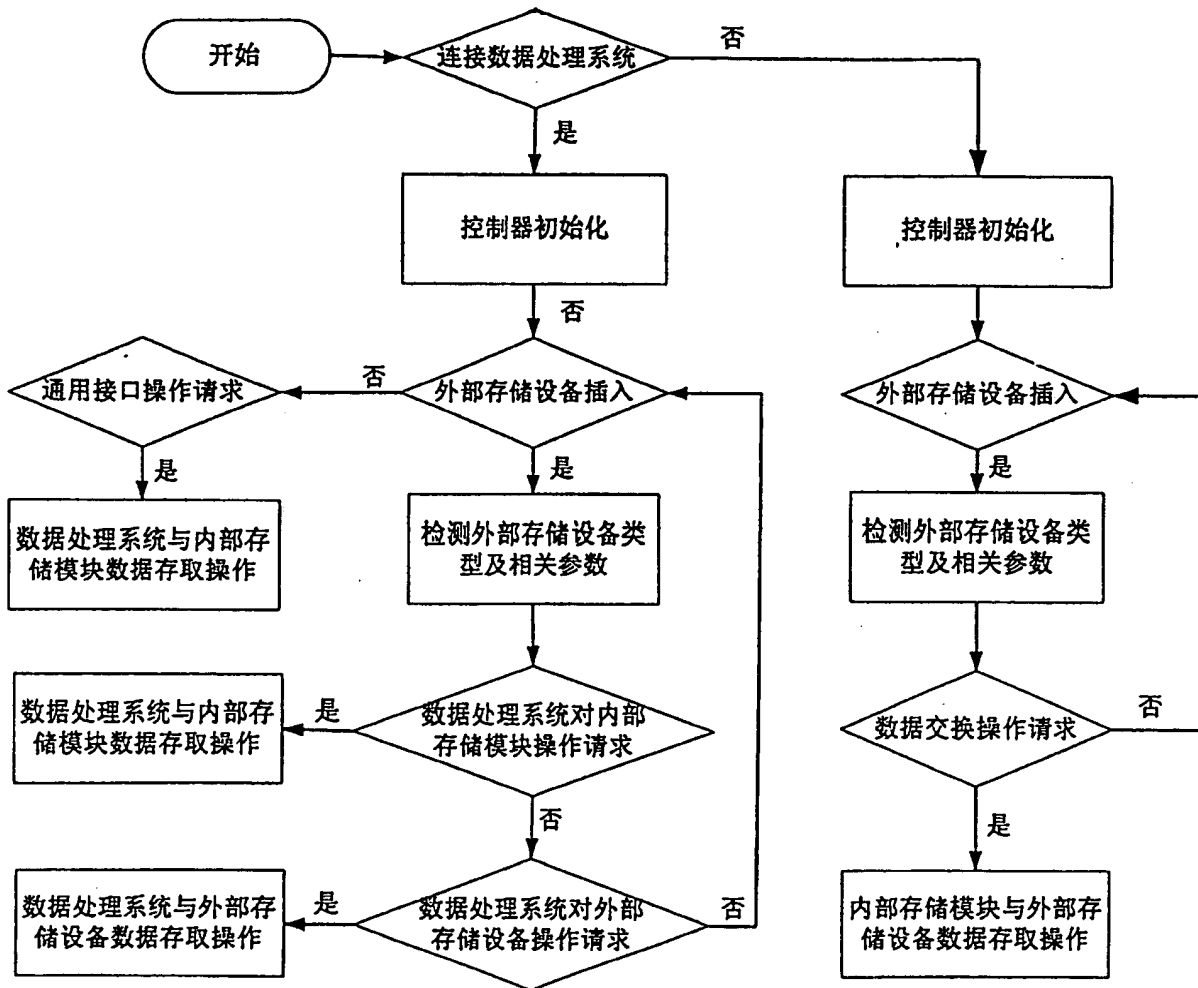 开始
连接数据处理系统
否
是
控制器初始化
控制器初始化
否
通用接口操作请求
否
外部存储设备插入
外部存储设备插入
是
是
是
数据处理系统与内部存
储模块数据存取操作
检测外部存储设备类
型及相关参数
检测外部存储设备类
型及相关参数
数据处理系统与内部存
储模块数据存取操作
是
数据处理系统对内部
存储模块操作请求
数据交换操作请求
否
否
是
数据处理系统与外部存
储设备数据存取操作
是
数据处理系统对外部
存储设备操作请求
否
内部存储模块与外部存
储设备数据存取操作